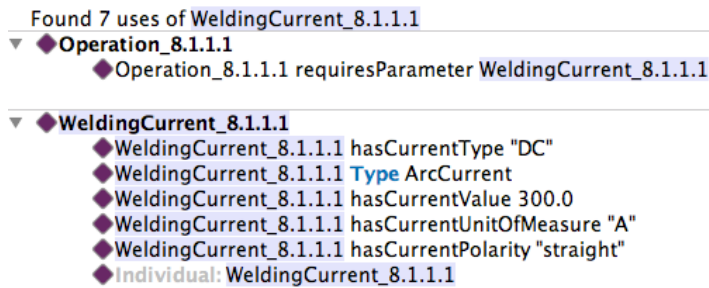 Found 7 uses of WeldingCurrent_8.1.1.1
Operation_8.1.1.1
Operation_8.1.1.1 requiresParameter WeldingCurrent_8.1.1.1
WeldingCurrent_8.1.1.1
WeldingCurrent_8.1.1.1 hasCurrentType "DC"
WeldingCurrent_8.1.1.1 Type ArcCurrent
WeldingCurrent_8.1.1.1 hasCurrentValue 300.0
WeldingCurrent_8.1.1.1 hasCurrentUnitOfMeasure "A"
WeldingCurrent_8.1.1.1 hasCurrentPolarity "straight"
Individual: WeldingCurrent_8.1.1.1